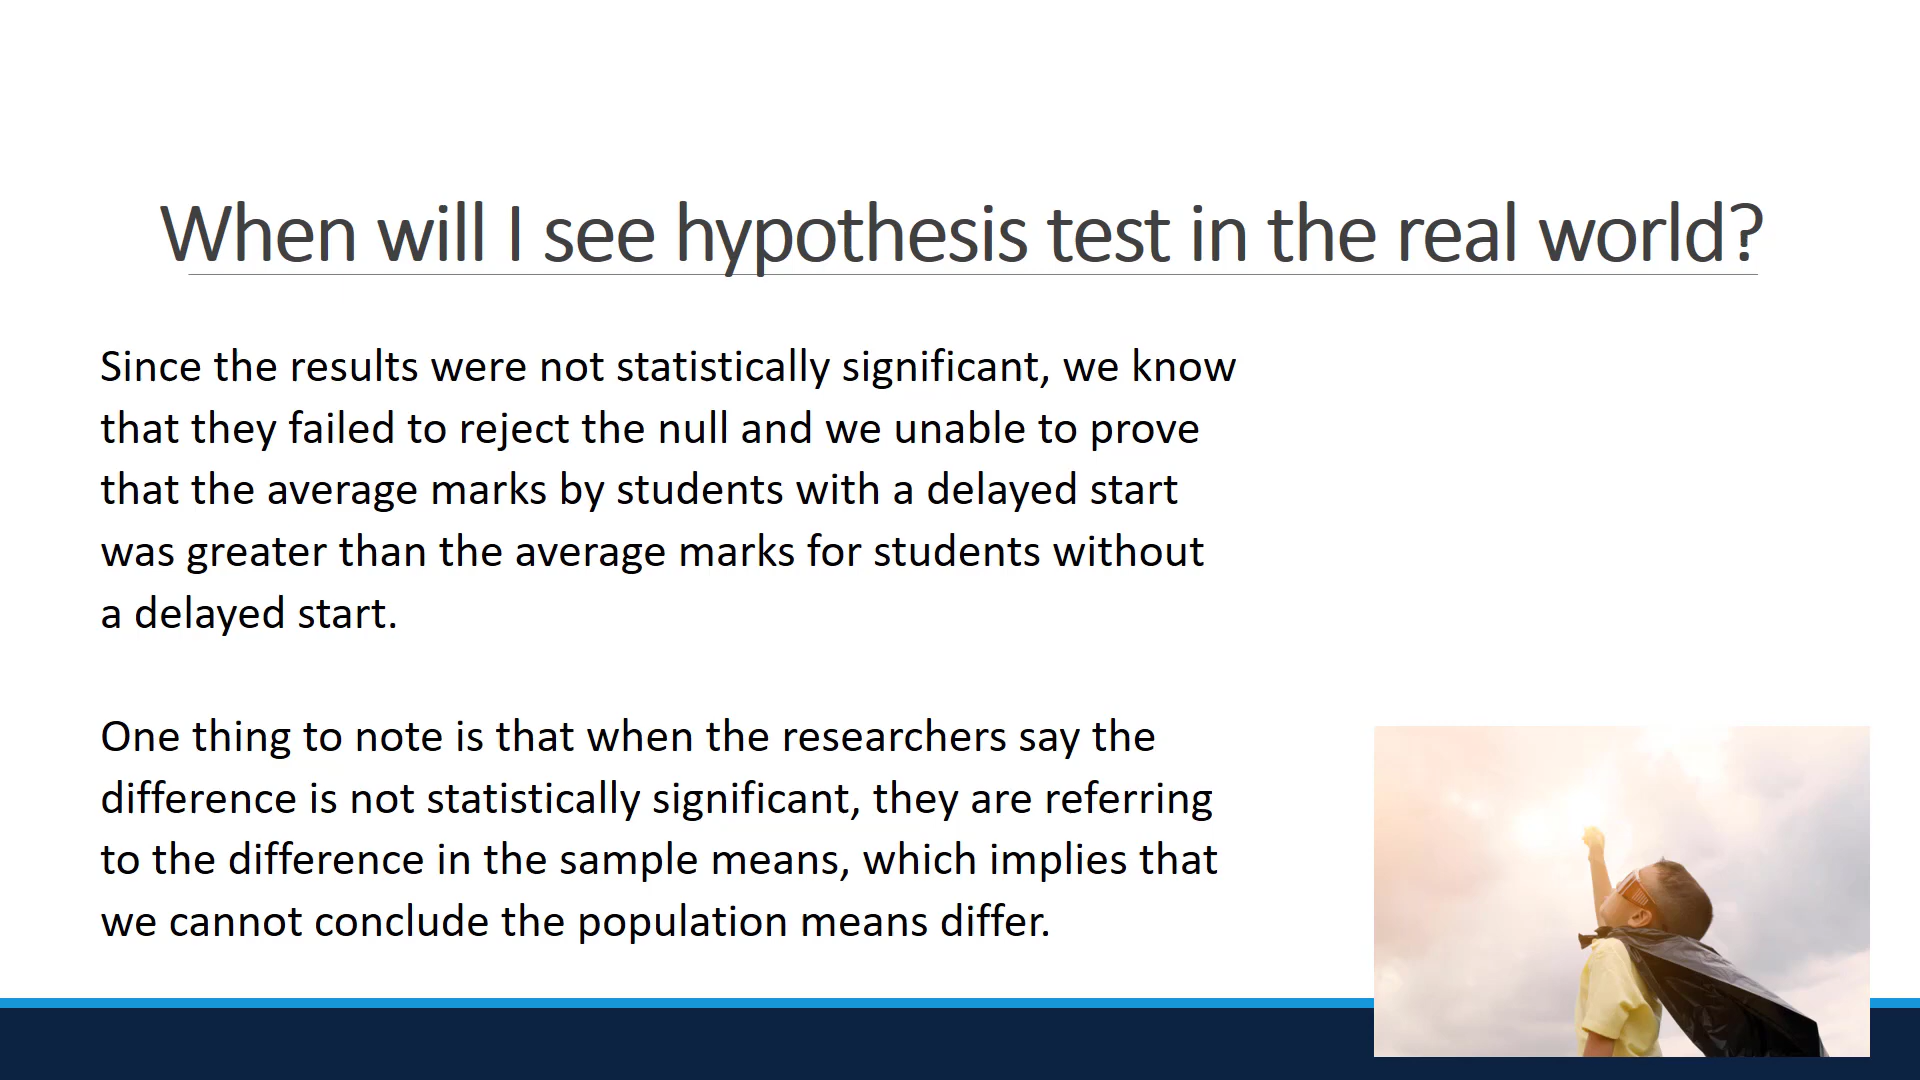 When will I see hypothesis test in the real world?
Since the results were not statistically significant, we know
that they failed to reject the null and we unable to prove
that the average marks by students with a delayed start
was greater than the average marks for students without
a delayed start.
One thing to note is that when the researchers say the
difference is not statistically significant, they are referring
to the difference in the sample means, which implies that
we cannot conclude the population means differ.